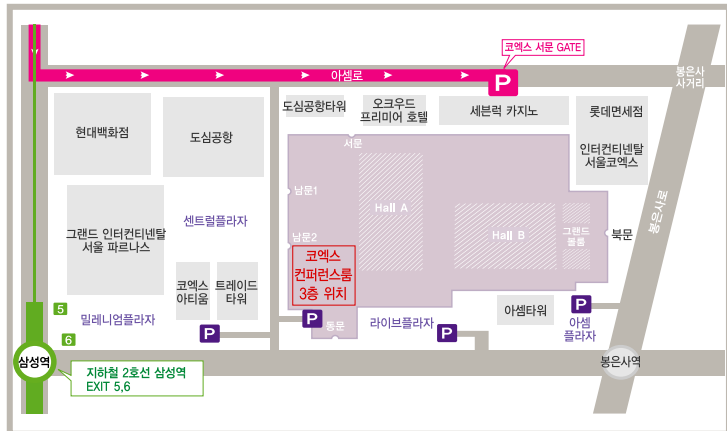 코엑스 서문 GATE
아셈로
P
봉은사
사거리
현대백화점
도심공항
도심공항타워
오크우드
프리미어 호텔
세븐럭 카지노
롯데면세점
인터컨티넨탈
서울코엑스
서문
남문1
Hall A
센트럴플라자
그랜드 인터컨티넨탈
서울 파르나스
남문2
Hall B
그랜드
볼룸
북문
봉은사로
코엑스
컨퍼런스룸
3층 위치
코엑스
아티움
트레이드
타워
5
밀레니엄플라자
6
P
P
동문
라이브플라자
P
아셈타워
P
아셈
플라자
삼성역
지하철 2호선 삼성역
EXIT 5,6
봉은사역